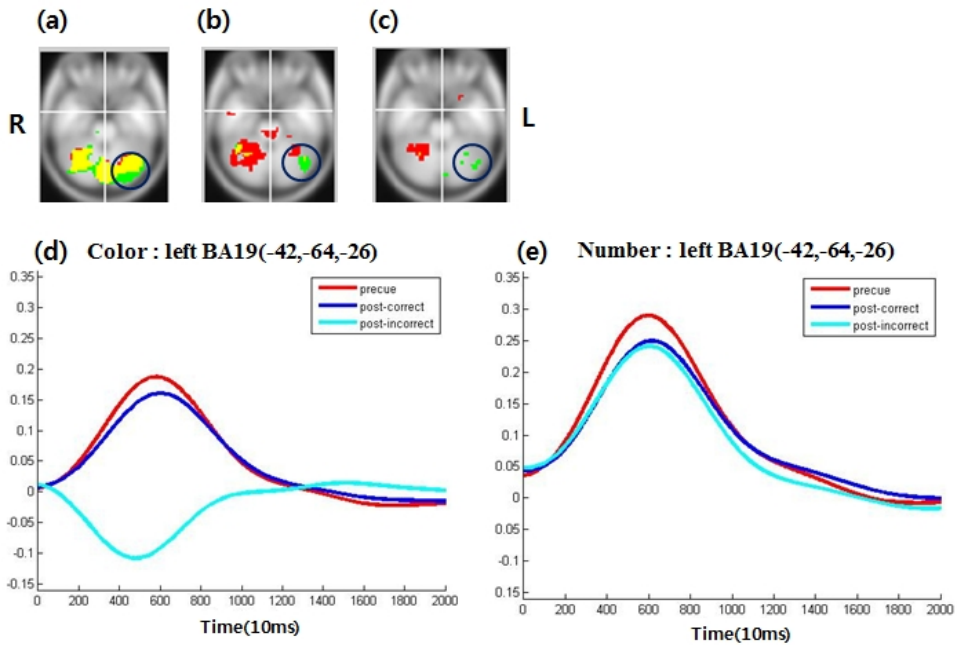 (a) (b) (c)
R L
(d) Color : left BA19(-42,-64,-26)
0.35
0.3
0.25
0.2
0.15
0.1
0.05
0
-0.05
-0.1
-0.15
precue
post-correct
post-incorrect
0 200 400 600 800 1000 1200 1400 1600 1800 2000
Time(10ms)
(e) Number : left BA19(-42,-64,-26)
0.35
0.3
0.25
0.2
0.15
0.1
0.05
0
0.05
-0.1
0.15
precue
post-correct
post-incorrect
0 200 400 600 800 1000 1200 1400 1600 1800 2000
Time(10ms)